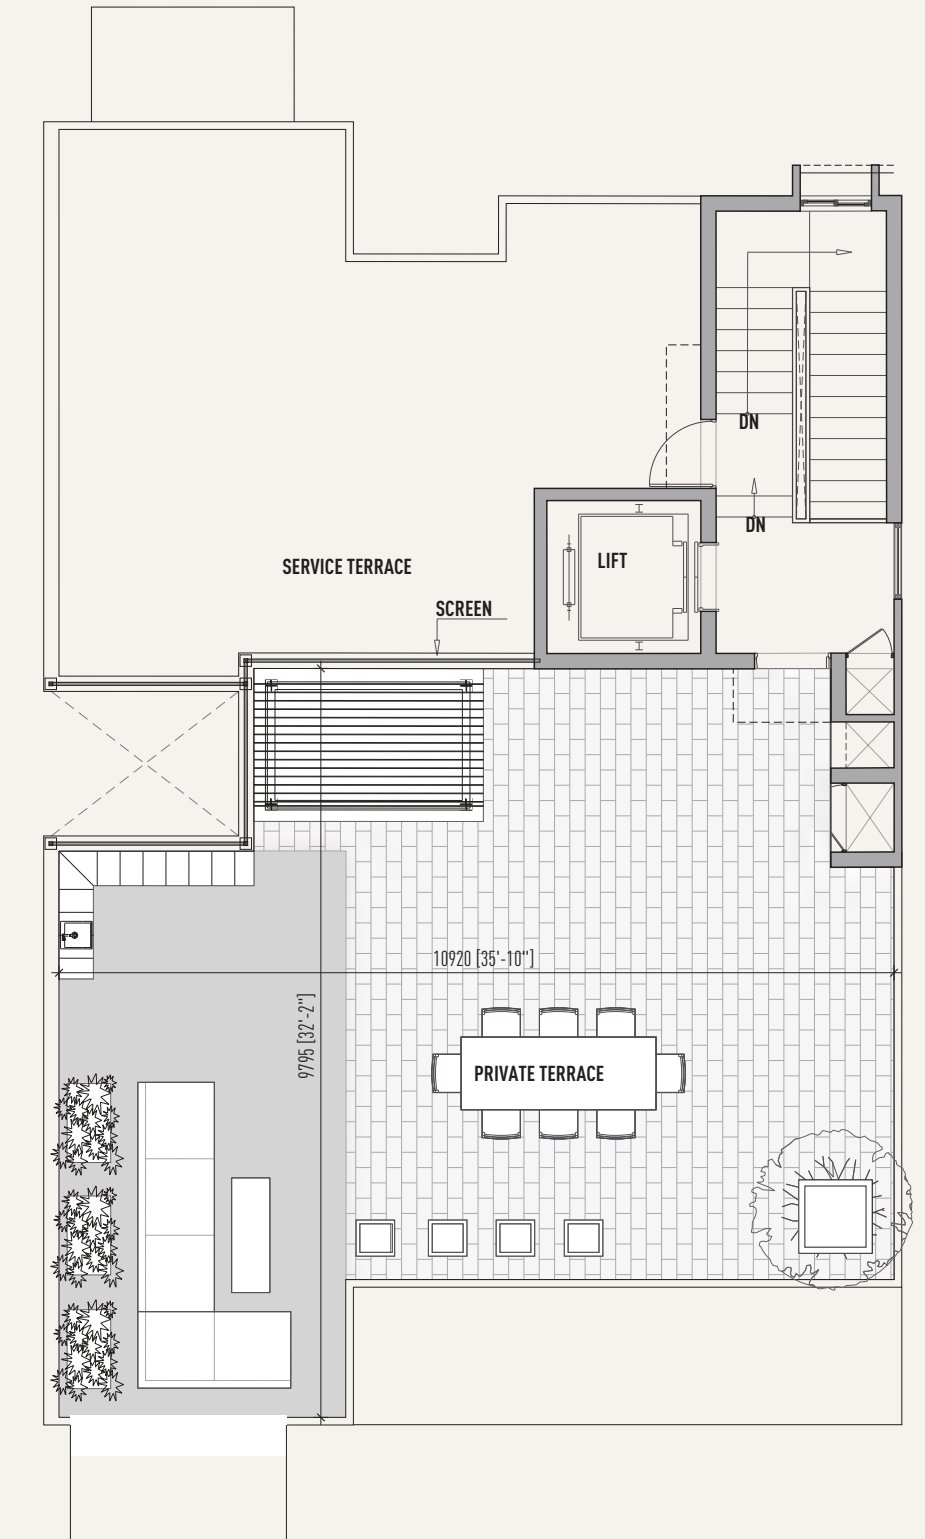 DN
DN
LIFT
SERVICE TERRACE
SCREEN
10920 [35'-10"]
9795 [32'-2"]
PRIVATE TERRACE